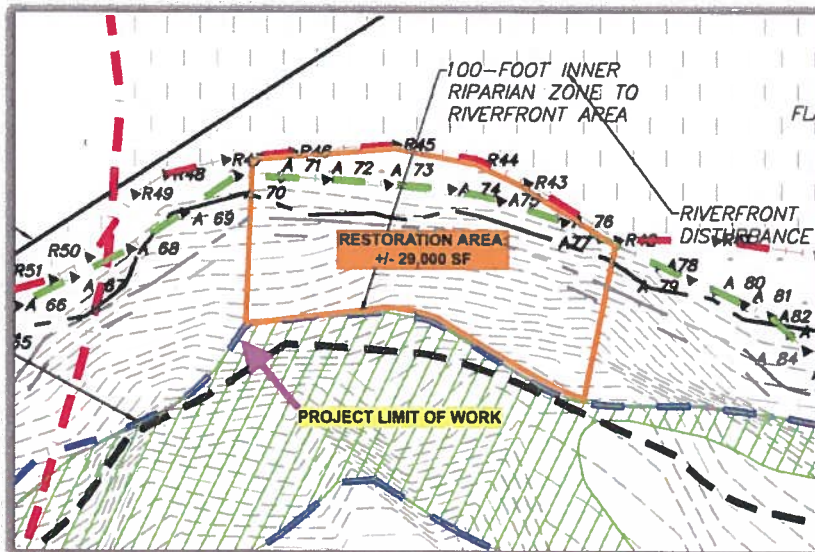 100-FOOT INNER
RIPARIAN ZONE TO
RIVERFRONT AREA
R45
R44
R43
R48
R49
R50
R51
A 71
A 72
A 73
A 74
A75
76
70
A 69
A 68
A 66
A78
79
A 80
A 81
A82
A 84
RIVERFRONT
DISTURBANCE
RESTORATION AREA
+/- 29,000 SF
PROJECT LIMIT OF WORK